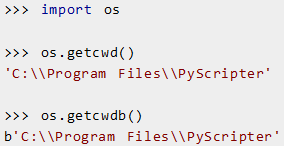 >>> import os
>>> os.getcwd()
'C:\\Program Files\\PyScripter'
>>> os.getcwdb()
b'C:\\Program Files\\PyScripter'